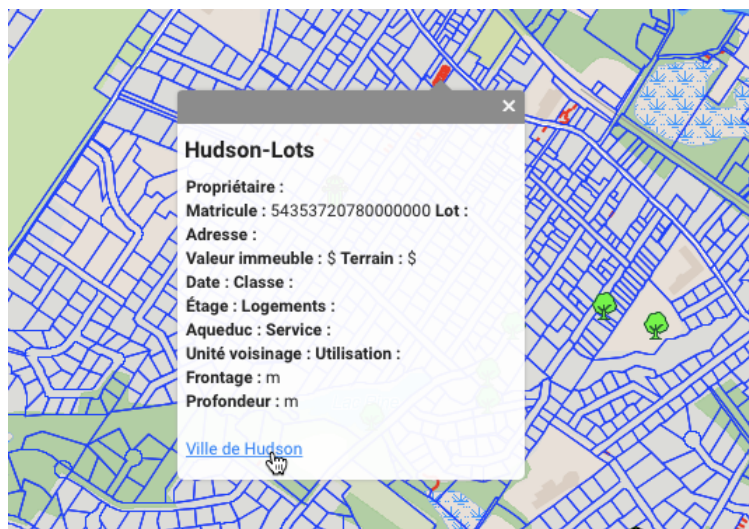 Hudson-Lots
Propriétaire :
Matricule : 54353720780000000 Lot :
Adresse :
Valeur immeuble : $ Terrain : $
Date : Classe :
Étage : Logements :
Aqueduc : Service :
Unité voisinage : Utilisation :
Frontage : m
Profondeur : m
Ville de Hudson